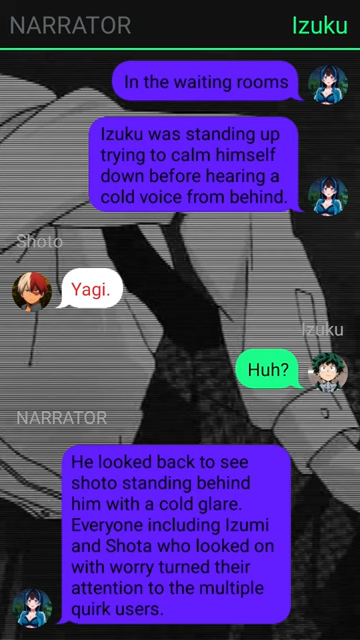 NARRATOR
Izuku
In the waiting rooms
Izuku was standing up
trying to calm himself
down before hearing a
cold voice from behind.
Shoto
Yagi.
Izuku
Huh?
NARRATOR
He looked back to see
shoto standing behind
him with a cold glare.
Everyone including Izumi
and Shota who looked on
with worry turned their
attention to the multiple
quirk users.